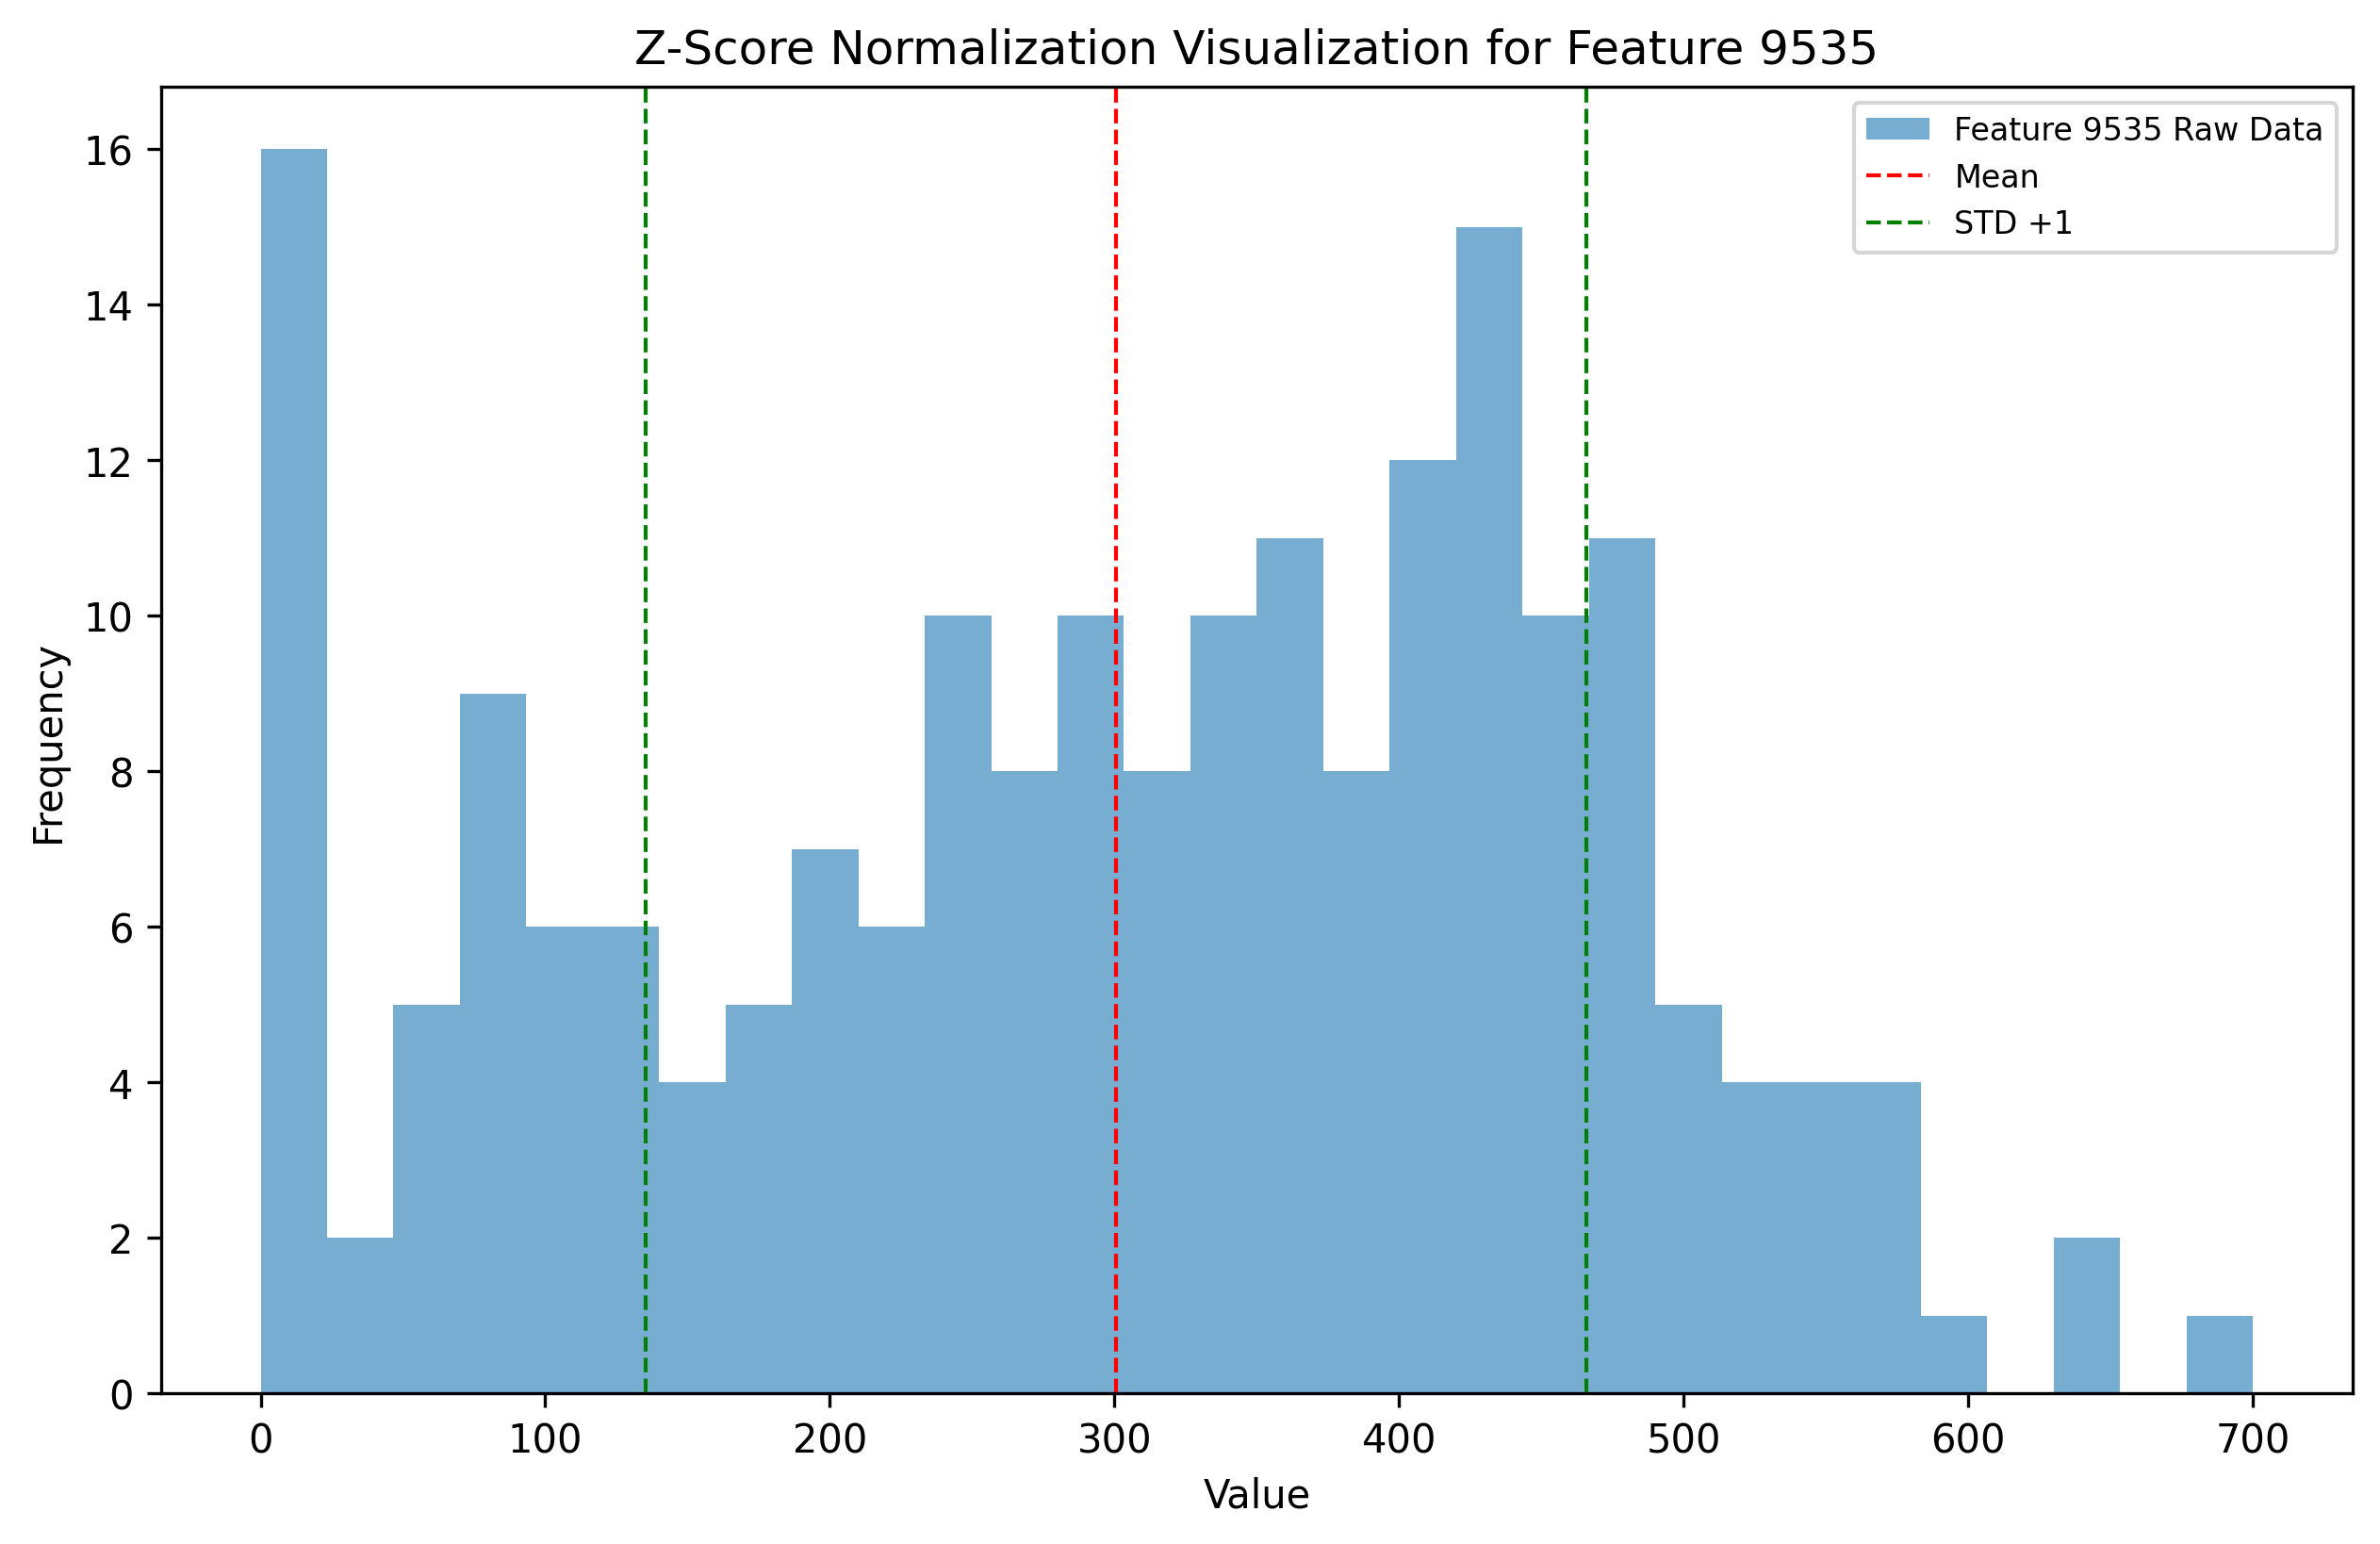 Z-Score Normalization Visualization for Feature 9535
Feature 9535 Raw Data
Mean
STD +1
16
14
12
10
8
6
4
2
0
Frequency
0 100 200 300 400 500 600 700
Value